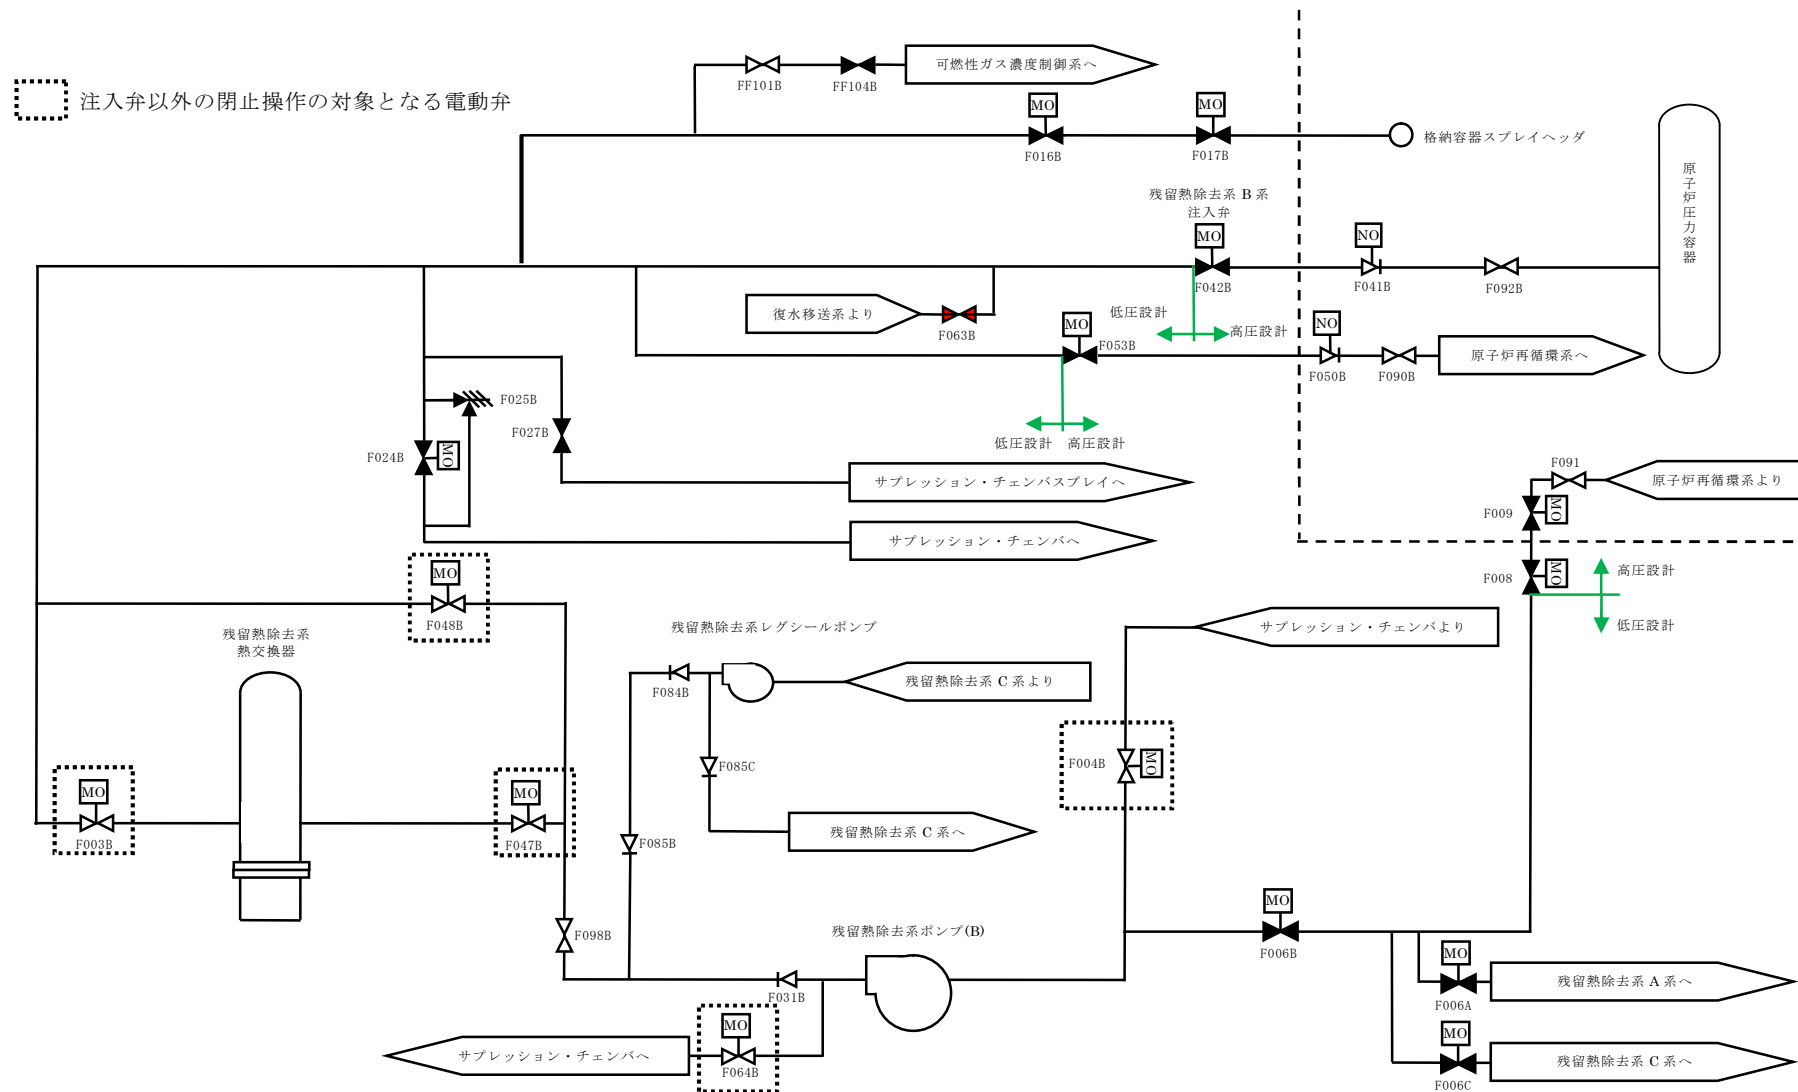 可燃性ガス濃度制御系へ
FF101B
FF104B
注入弁以外の閉止操作の対象となる電動弁
MO
MO
F016B
F017B
格納容器スプレイヘッダ
原子炉圧力容器
残留熱除去系 B 系
注入弁
MO
NO
F042B
F041B
F092B
復水移送系より
F063B
低圧設計
高圧設計
MO
F053B
NO
F050B
F090B
原子炉再循環系へ
F025B
F027B
F024B
MO
低圧設計
高圧設計
サプレッション・チェンバスプレイへ
サプレッション・チェンバへ
F091
原子炉再循環系より
F009
MO
F008
MO
高圧設計
低圧設計
MO
F048B
残留熱除去系
熱交換器
残留熱除去系レグシールポンプ
サプレッション・チェンバより
F084B
残留熱除去系 C 系より
F085C
F004B
MO
MO
F003B
MO
F047B
F085B
残留熱除去系 C 系へ
F098B
残留熱除去系ポンプ(B)
MO
F006B
F031B
MO
F006A
残留熱除去系 A 系へ
サプレッション・チェンバへ
MO
F064B
MO
F006C
残留熱除去系 C 系へ